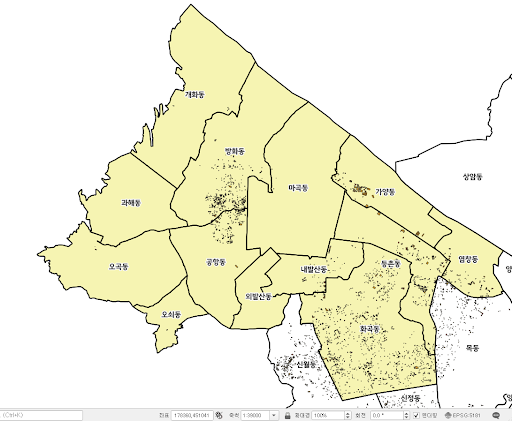 개화동
방화동
상암동
마곡동
가양동
과해동
염창동
공항동
등촌동
오곡동
내발산동
외발산동
오쇠동
화곡동
목동
신월동
신정동
(Ctrl+K)
좌표 178380,451041 축척 1:39000 확대경 100% 회전 0.0 ° 렌더링 EPSG:5181